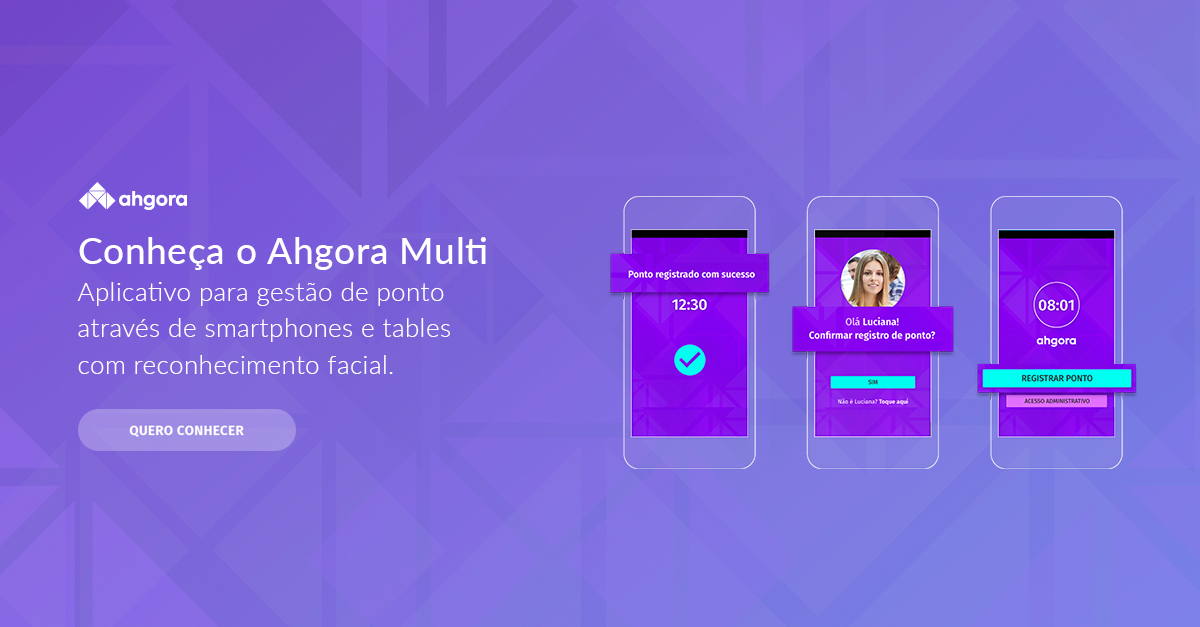 ahgora
Conheça o Ahgora Multi
Aplicativo para gestão de ponto
através de smartphones e tables
com reconhecimento facial.
QUERO CONHECER
Ponto registrado com sucesso
12:30
Olá Luciana!
Confirmar registro de ponto?
SIM
Não é Luciana? Toque aqui
08:01
ahgora
REGISTRAR PONTO
ACESSO ADMINISTRATIVO